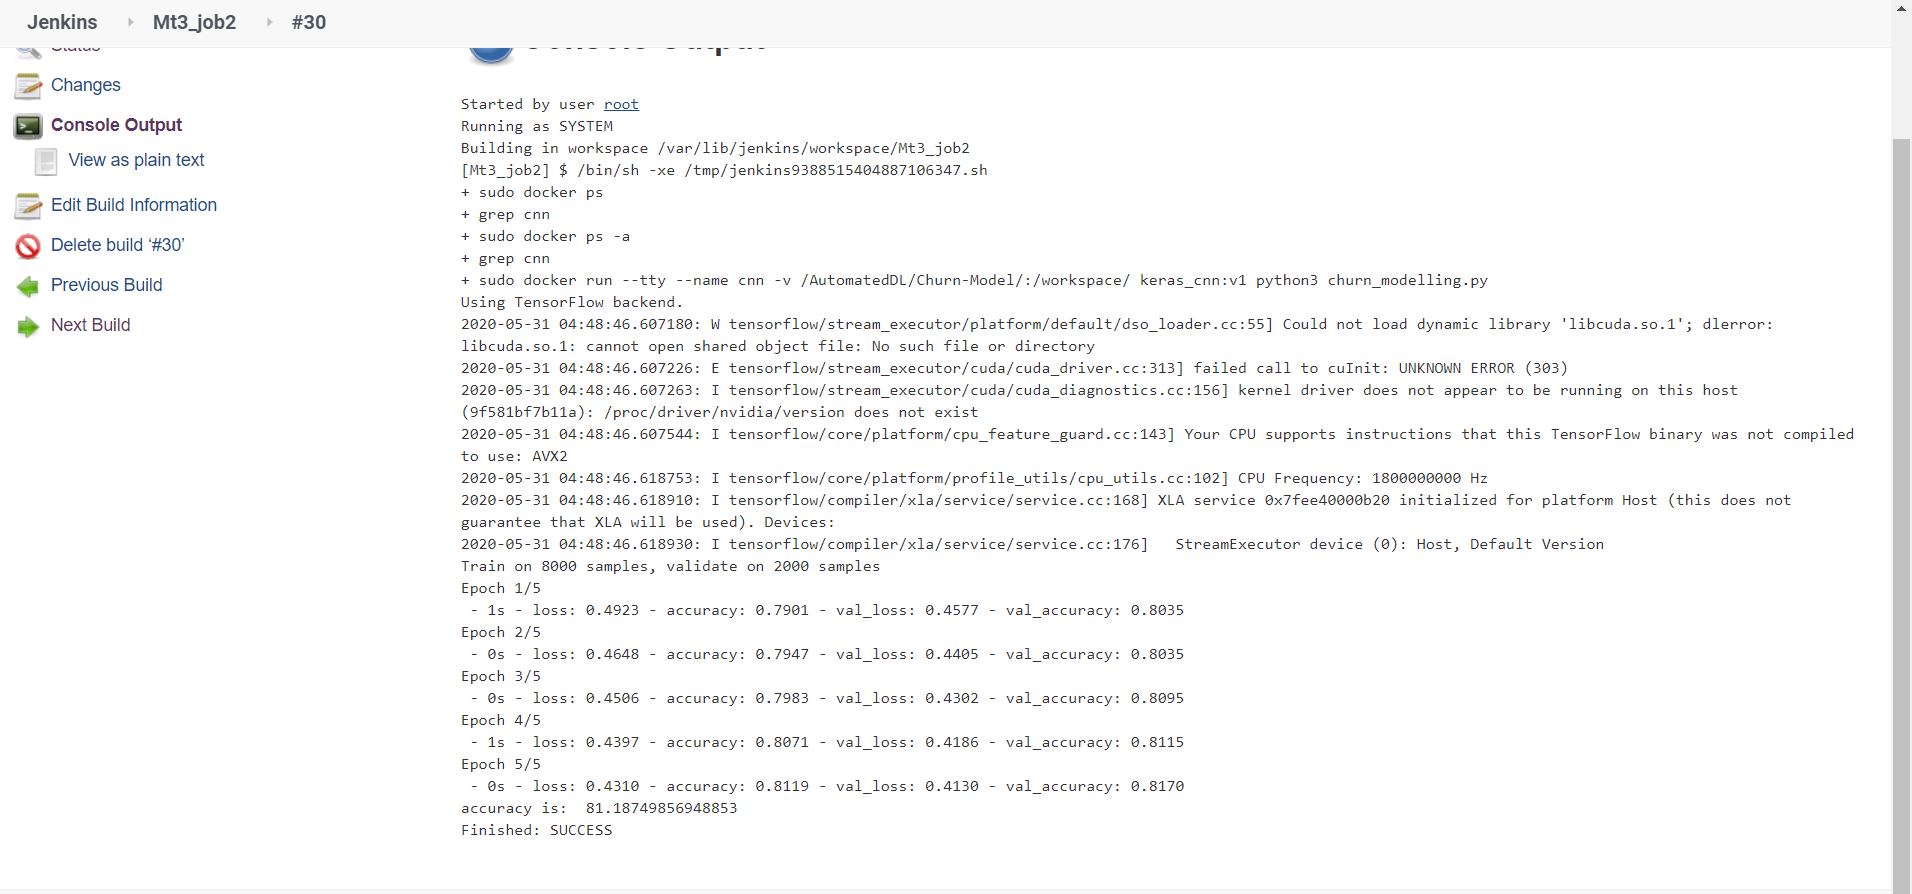 Jenkins Mt3_job2 #30
Status
Changes
Console Output
View as plain text
Edit Build Information
Delete build ‘#30’
Previous Build
Next Build
Console Output
Started by user root
Running as SYSTEM
Building in workspace /var/lib/jenkins/workspace/Mt3_job2
[Mt3_job2] $ /bin/sh -xe /tmp/jenkins9388515404887106347.sh
+ sudo docker ps
+ grep cnn
+ sudo docker ps -a
+ grep cnn
+ sudo docker run --tty --name cnn -v /AutomatedDL/Churn-Model/:/workspace/ keras_cnn:v1 python3 churn_modelling.py
Using TensorFlow backend.
2020-05-31 04:48:46.607180: W tensorflow/stream_executor/platform/default/dso_loader.cc:55] Could not load dynamic library 'libcuda.so.1'; dlerror:
libcuda.so.1: cannot open shared object file: No such file or directory
2020-05-31 04:48:46.607226: E tensorflow/stream_executor/cuda/cuda_driver.cc:313] failed call to cuInit: UNKNOWN ERROR (303)
2020-05-31 04:48:46.607263: I tensorflow/stream_executor/cuda/cuda_diagnostics.cc:156] kernel driver does not appear to be running on this host
(9f581bf7b11a): /proc/driver/nvidia/version does not exist
2020-05-31 04:48:46.607544: I tensorflow/core/platform/cpu_feature_guard.cc:143] Your CPU supports instructions that this TensorFlow binary was not compiled
to use: AVX2
2020-05-31 04:48:46.618753: I tensorflow/core/platform/profile_utils/cpu_utils.cc:102] CPU Frequency: 1800000000 Hz
2020-05-31 04:48:46.618910: I tensorflow/compiler/xla/service/service.cc:168] XLA service 0x7fee40000b20 initialized for platform Host (this does not
guarantee that XLA will be used). Devices:
2020-05-31 04:48:46.618930: I tensorflow/compiler/xla/service/service.cc:176]   StreamExecutor device (0): Host, Default Version
Train on 8000 samples, validate on 2000 samples
Epoch 1/5
- 1s - loss: 0.4923 - accuracy: 0.7901 - val_loss: 0.4577 - val_accuracy: 0.8035
Epoch 2/5
- 0s - loss: 0.4648 - accuracy: 0.7947 - val_loss: 0.4405 - val_accuracy: 0.8035
Epoch 3/5
- 0s - loss: 0.4506 - accuracy: 0.7983 - val_loss: 0.4302 - val_accuracy: 0.8095
Epoch 4/5
- 1s - loss: 0.4397 - accuracy: 0.8071 - val_loss: 0.4186 - val_accuracy: 0.8115
Epoch 5/5
- 0s - loss: 0.4310 - accuracy: 0.8119 - val_loss: 0.4130 - val_accuracy: 0.8170
accuracy is:  81.18749856948853
Finished: SUCCESS